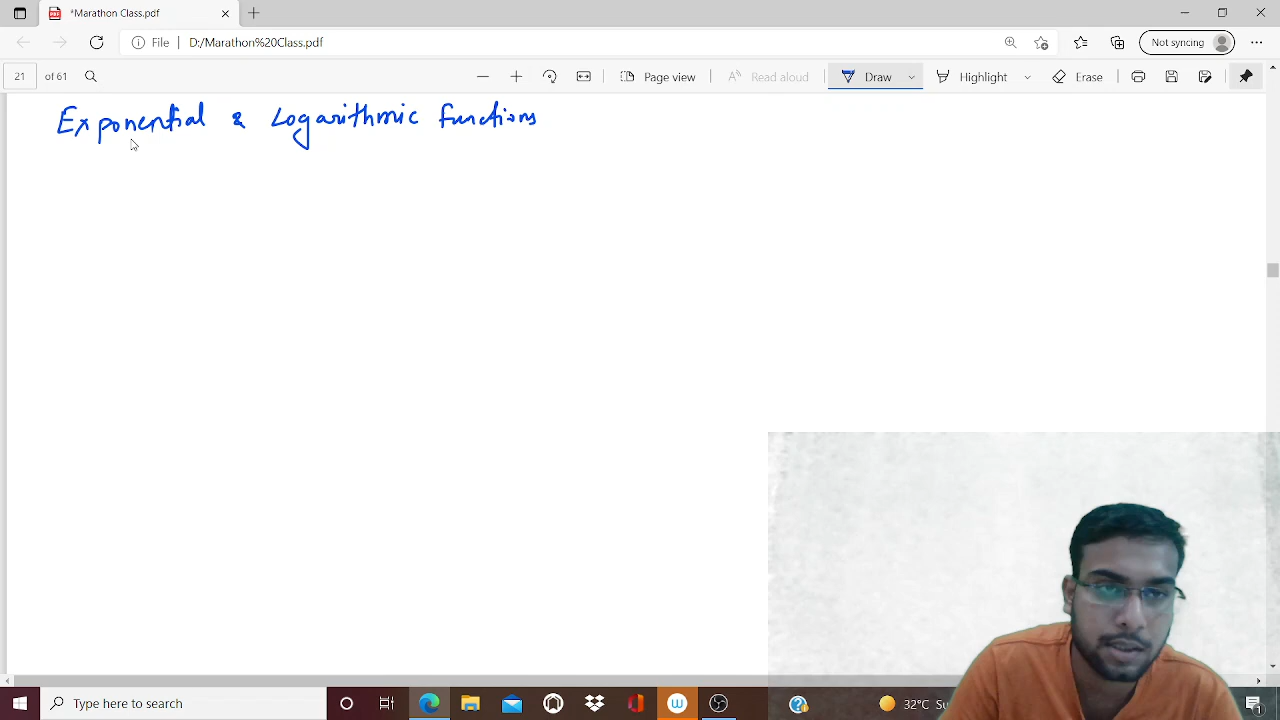 *Marathon Class.pdf
File D:/Marathon%20Class.pdf Not syncing
21 of 61 Page view Read aloud Draw Highlight Erase
Exponential & Logarithmic Functions
Type here to search 32°C Su